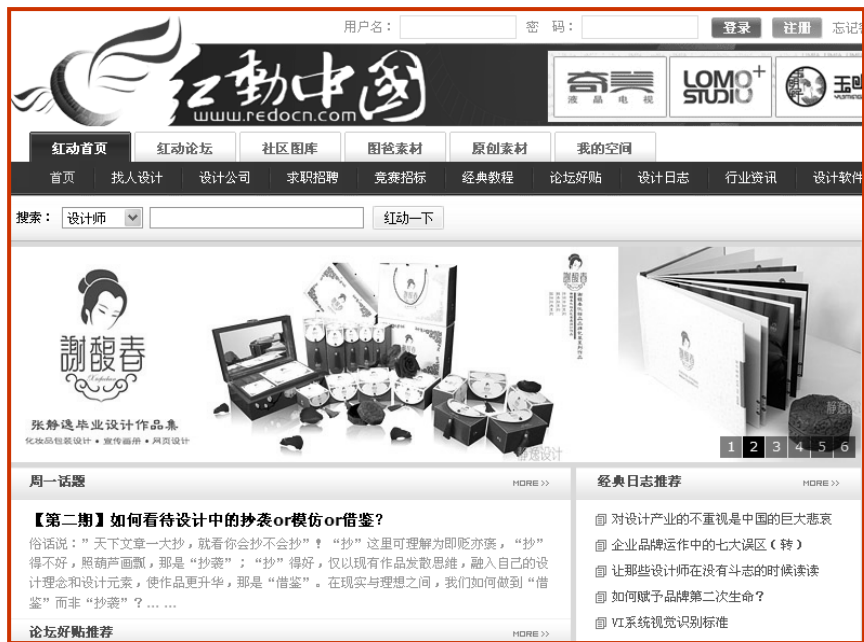 用户名： 密 码： 登录 注册 忘记
红動中國
www.redocn.com
奇美
液晶电视
LOMO+
STUDIO
红动首页 红动论坛 社区图库 图爸素材 原创素材 我的空间
首页 找人设计 设计公司 求职招聘 竞赛招标 经典教程 论坛好贴 设计日志 行业资讯 设计软件
搜索： 设计师 红动一下
謝馥春
张静逸毕业设计作品集
化妆品包装设计·宣传画册·网页设计
謝馥春
静逸设计
1 2 3 4 5 6
周一话题 MORE>>
【第二期】如何看待设计中的抄袭or模仿or借鉴？
俗话说：”天下文章一大抄，就看你会抄不会抄”！“抄”这里可理解为即贬亦褒，“抄”
得不好，照葫芦画瓢，那是“抄袭”；“抄”得好，仅以现有作品发散思维，融入自己的设
计理念和设计元素，使作品更升华，那是“借鉴”。在现实与理想之间，我们如何做到“借
鉴”而非“抄袭”？... ...
论坛好贴推荐 MORE>>
经典日志推荐 MORE>>
对设计产业的不重视是中国的巨大悲哀
企业品牌运作中的七大误区（转）
让那些设计师在没有斗志的时候读读
如何赋予品牌第二次生命？
VI系统视觉识别标准